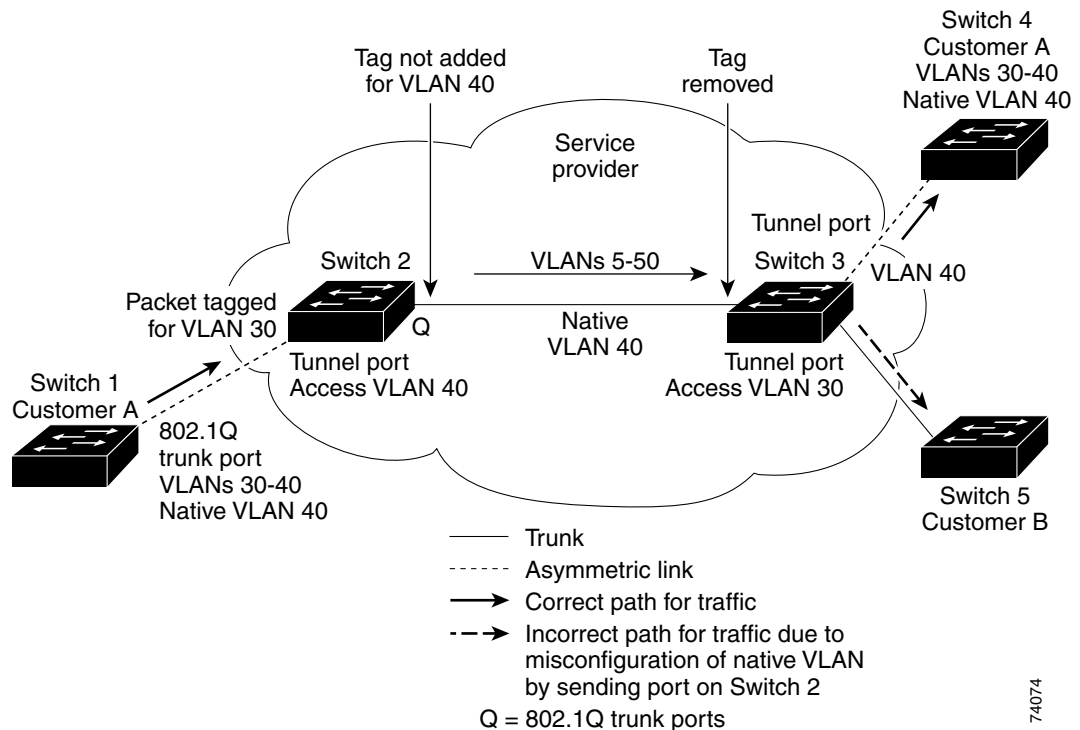 Tag not added
for VLAN 40
Tag
removed
Switch 4
Customer A
VLANs 30-40
Native VLAN 40
Service
provider
Tunnel port
Switch 2
VLANs 5-50
Switch 3
VLAN 40
Packet tagged
for VLAN 30
Q
Native
VLAN 40
Tunnel port
Access VLAN 40
Tunnel port
Access VLAN 30
Switch 1
Customer A
802.1Q
trunk port
VLANs 30-40
Native VLAN 40
Switch 5
Customer B
Trunk
Asymmetric link
Correct path for traffic
Incorrect path for traffic due to
misconfiguration of native VLAN
by sending port on Switch 2
Q = 802.1Q trunk ports
74074